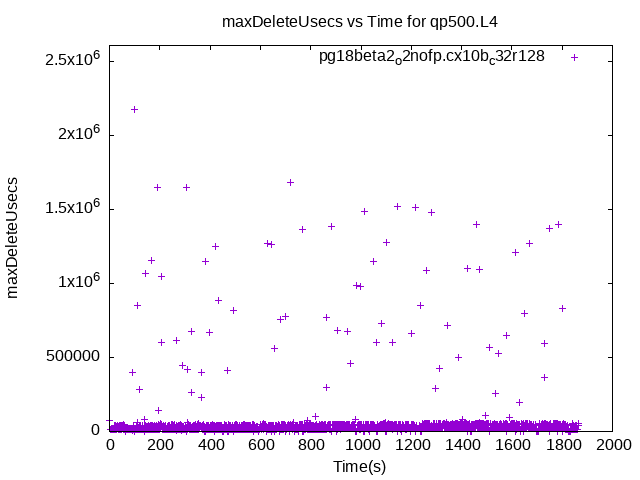 maxDeleteUsecs vs Time for qp500.L4
pg18beta2_o2nofp.cx10b_c32r128
maxDeleteUsecs
2.5x10^6
2x10^6
1.5x10^6
1x10^6
500000
0
0 200 400 600 800 1000 1200 1400 1600 1800 2000
Time(s)